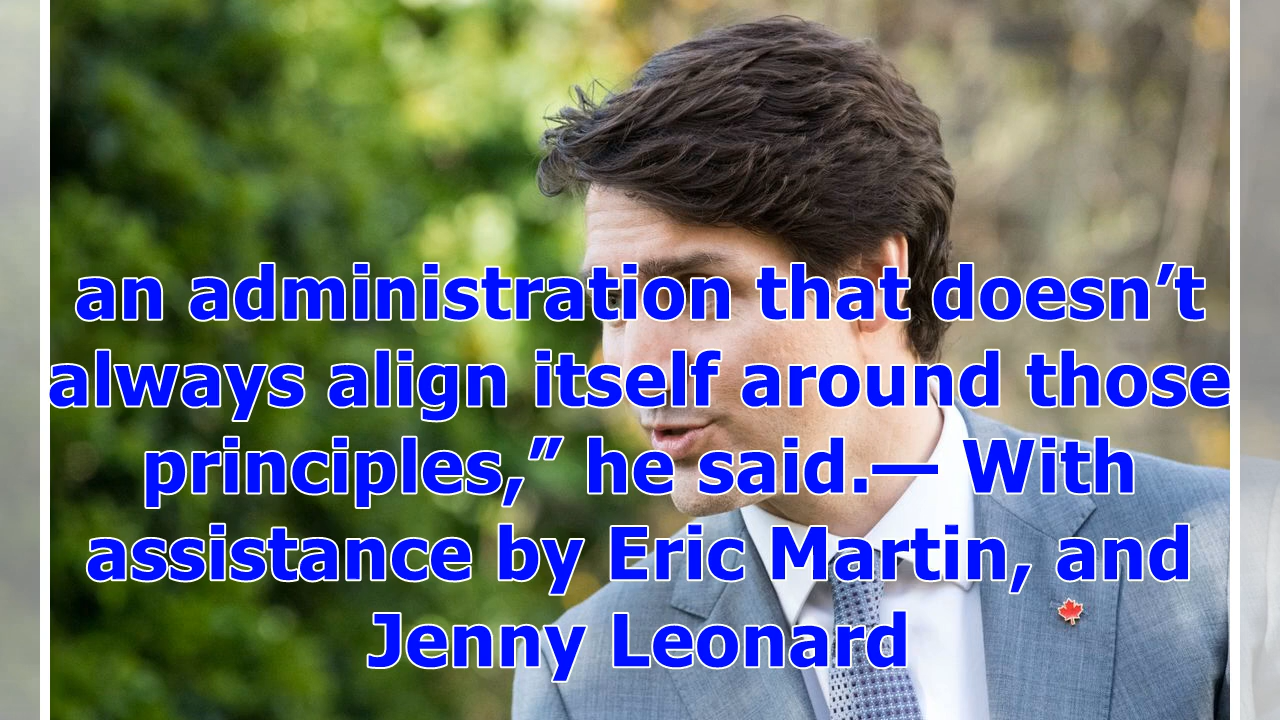 an administration that doesn’t
always align itself around those
principles,” he said.— With
assistance by Eric Martin, and
Jenny Leonard